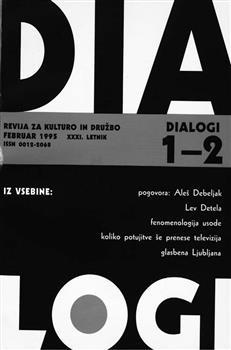 DIA
REVIJA ZA KULTURO IN DRUŽBO
FEBRUAR 1995 XXXI. LETNIK
ISSN 0012-2068
DIALOGI
1–2
IZ VSEBINE:
pogovora: Aleš Debeljak
Lev Detela
fenomenologija usode
koliko potujitve še prenese televizija
glasbena Ljubljana
LOGI